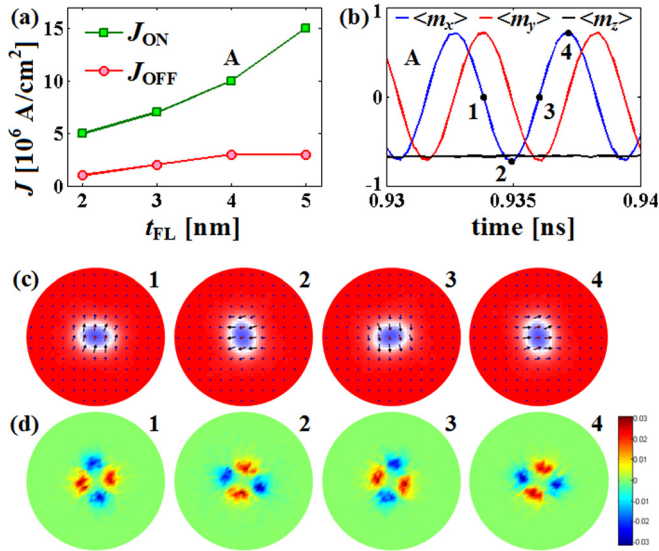 (a)
J_ON
J_OFF
A
15
10
5
0
J [10^6 A/cm^2]
2 3 4 5
t_FL [nm]
(b)
<m_x> <m_y> <m_z>
A
4
1
3
2
1
0
-1
0.93 0.935 0.94
time [ns]
(c) 1 2 3 4
(d) 1 2 3 4
0.03
0.02
0.01
0
-0.01
-0.02
-0.03